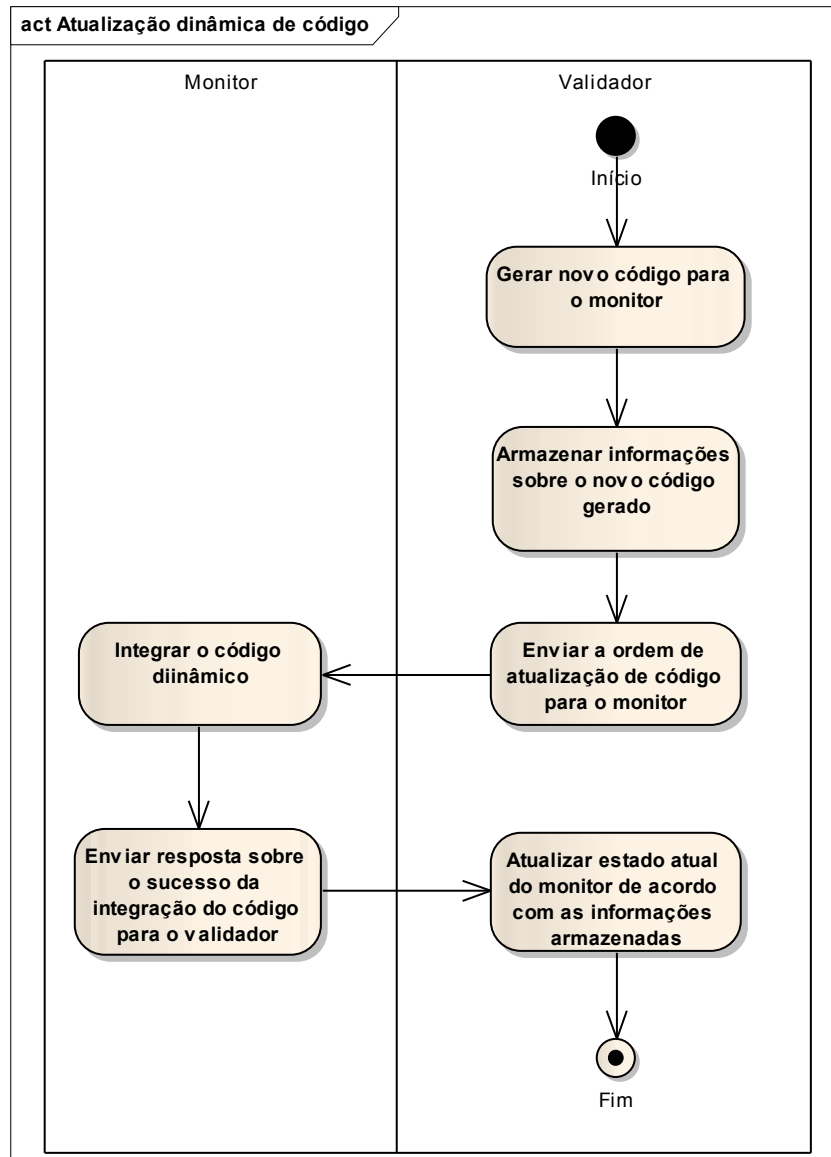 act Atualização dinâmica de código
Monitor
Validador
Início
Gerar novo código para
o monitor
Armazenar informações
sobre o novo código
gerado
Integrar o código
diinâmico
Enviar a ordem de
atualização de código
para o monitor
Enviar resposta sobre
o sucesso da
integração do código
para o validador
Atualizar estado atual
do monitor de acordo
com as informações
armazenadas
Fim